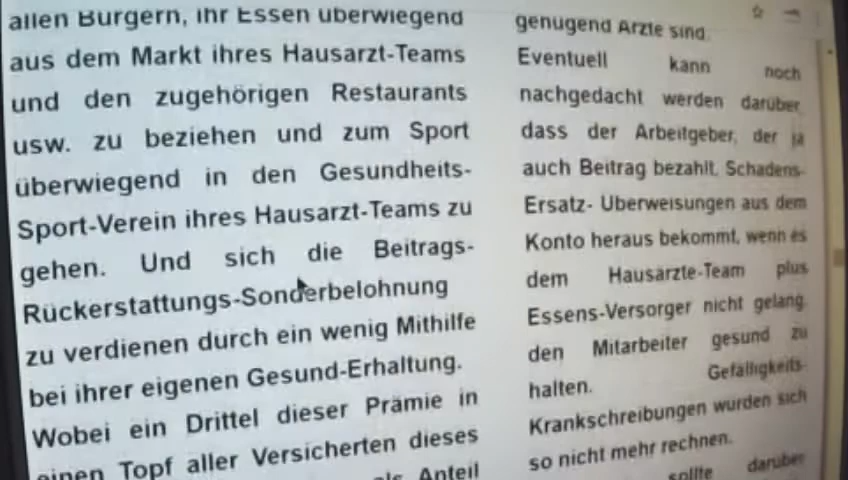 allen Bürgern, ihr Essen überwiegend
aus dem Markt ihres Hausarzt-Teams
und den zugehörigen Restaurants
usw. zu beziehen und zum Sport
überwiegend in den Gesundheits-
Sport-Verein ihres Hausarzt-Teams zu
gehen. Und sich die Beitrags-
Rückerstattungs-Sonderbelohnung
zu verdienen durch ein wenig Mithilfe
bei ihrer eigenen Gesund-Erhaltung.
Wobei ein Drittel dieser Prämie in
einen Topf aller Versicherten dieses
als Anteil
genügend Ärzte sind.
Eventuell kann noch
nachgedacht werden darüber,
dass der Arbeitgeber, der ja
auch Beitrag bezahlt, Schadens-
Ersatz- Überweisungen aus dem
Konto heraus bekommt, wenn es
dem Hausärzte-Team plus
Essens-Versorger nicht gelang,
den Mitarbeiter gesund zu
halten. Gefälligkeits-
Krankschreibungen würden sich
so nicht mehr rechnen.
sollte darüber